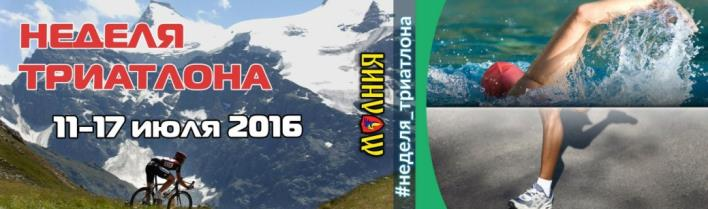 НЕДЕЛЯ
ТРИАТЛОНА
11-17 июля 2016
МОЛНИЯ
#неделя_триатлона